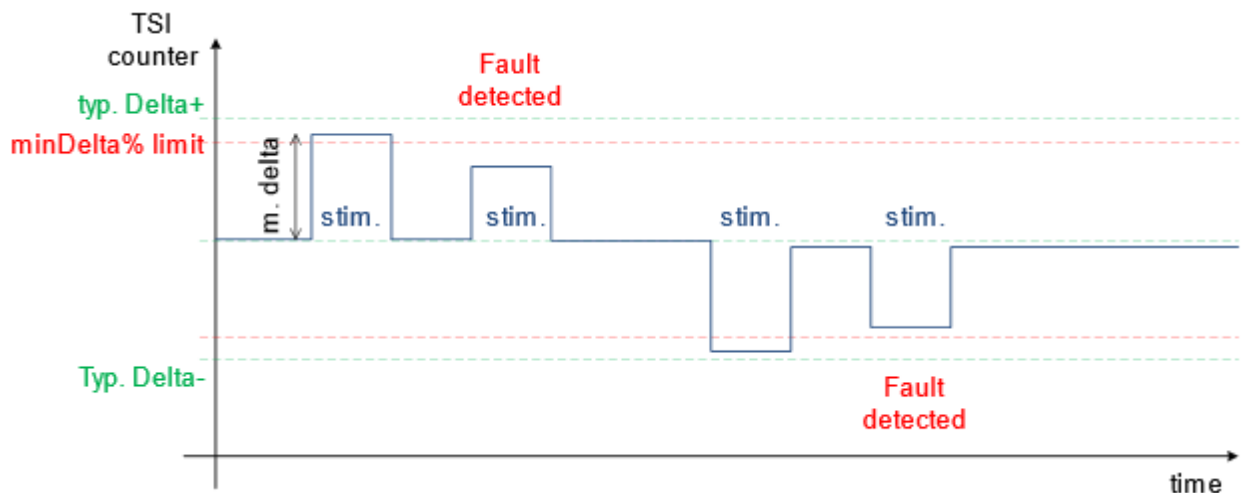 TSI
counter
Fault
detected
typ. Delta+
minDelta% limit
m. delta
stim.
stim.
stim.
stim.
Typ. Delta-
Fault
detected
time